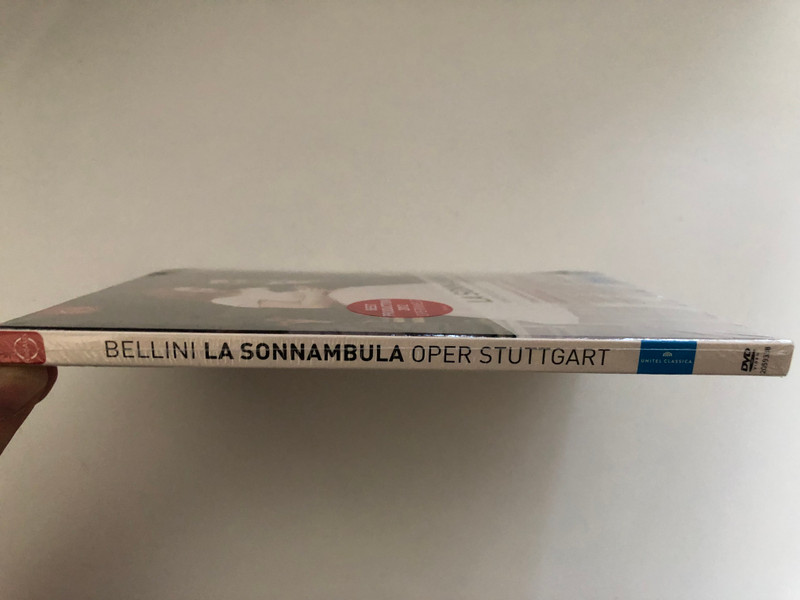 BELLINI LA SONNAMBULA OPER STUTTGART
UNITEL CLASSICA
DVD